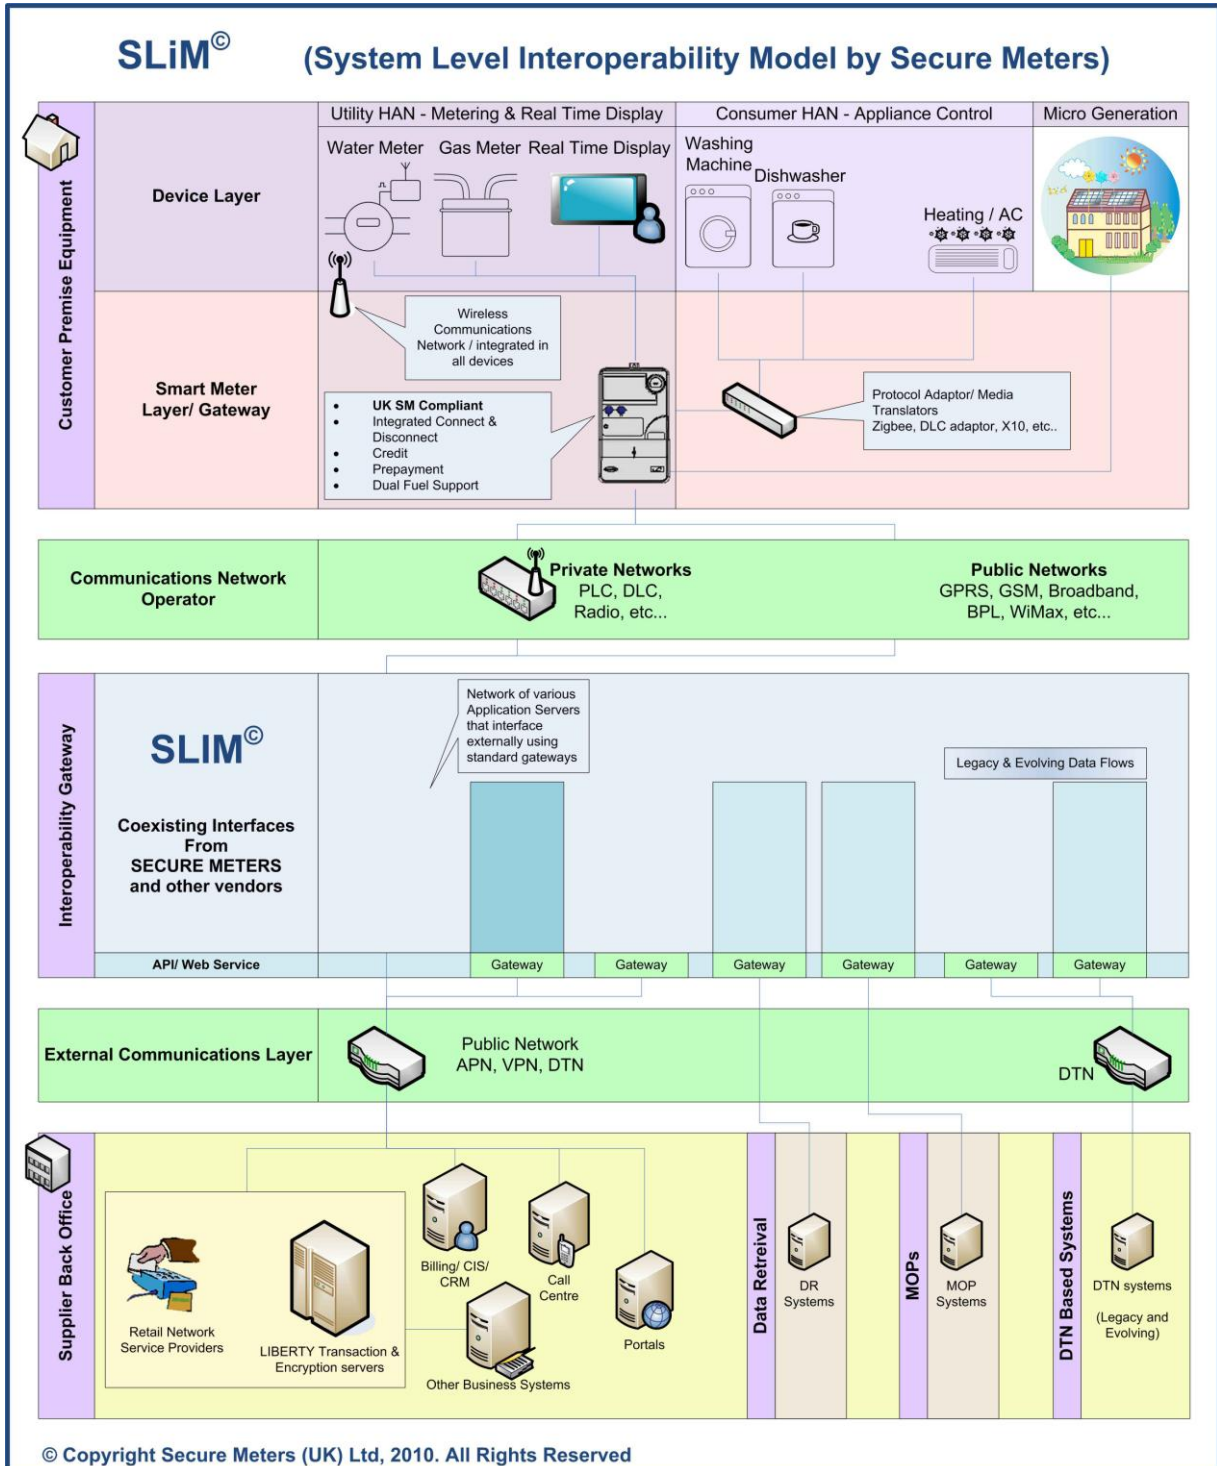 SLiM© (System Level Interoperability Model by Secure Meters)
Customer Premise Equipment
Utility HAN - Metering & Real Time Display
Consumer HAN - Appliance Control
Micro Generation
Device Layer
Water Meter
Gas Meter
Real Time Display
Washing
Machine
Dishwasher
Heating / AC
Smart Meter
Layer/ Gateway
Wireless
Communications
Network / integrated in
all devices
• UK SM Compliant
• Integrated Connect &
Disconnect
• Credit
• Prepayment
• Dual Fuel Support
Protocol Adaptor/ Media
Translators
Zigbee, DLC adaptor, X10, etc..
Communications Network
Operator
Private Networks
PLC, DLC,
Radio, etc...
Public Networks
GPRS, GSM, Broadband,
BPL, WiMax, etc...
Interoperability Gateway
SLIM©
Coexisting Interfaces
From
SECURE METERS
and other vendors
Network of various
Application Servers
that interface
externally using
standard gateways
Legacy & Evolving Data Flows
API/ Web Service
Gateway
Gateway
Gateway
Gateway
Gateway
Gateway
External Communications Layer
Public Network
APN, VPN, DTN
DTN
Supplier Back Office
Retail Network
Service Providers
LIBERTY Transaction &
Encryption servers
Billing/ CIS/
CRM
Call
Centre
Other Business Systems
Portals
Data Retreival
DR
Systems
MOPs
MOP
Systems
DTN Based Systems
DTN systems
(Legacy and
Evolving)
© Copyright Secure Meters (UK) Ltd, 2010. All Rights Reserved